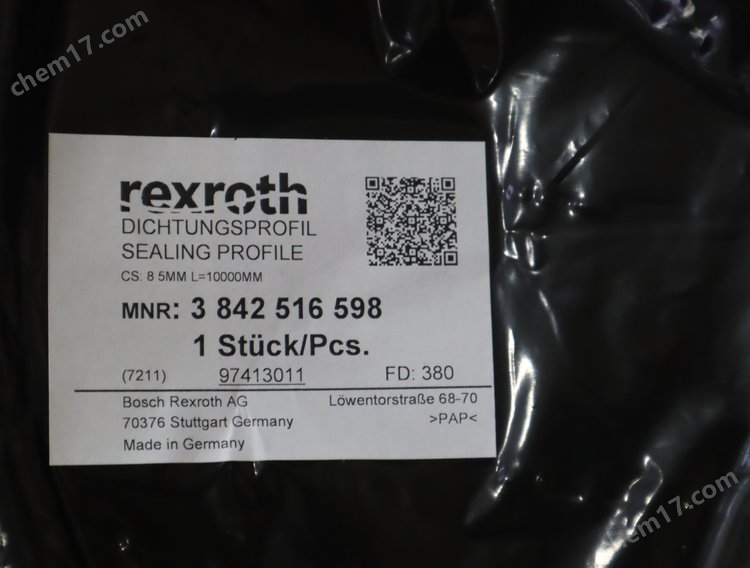 chem17.com
rexroth
DICHTUNGSPROFIL
SEALING PROFILE
CS: 8 5MM L=10000MM
MNR: 3 842 516 598
1 Stück/Pcs.
(7211) 97413011 FD: 380
Bosch Rexroth AG Löwentorstraße 68-70
70376 Stuttgart Germany >PAP<
Made in Germany
chem17.com